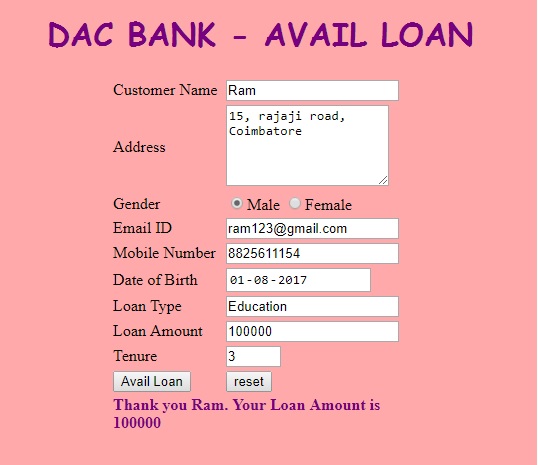 DAC BANK - AVAIL LOAN
Customer Name Ram
Address 15, rajaji road,
Coimbatore
Gender Male Female
Email ID ram123@gmail.com
Mobile Number 8825611154
Date of Birth 01-08-2017
Loan Type Education
Loan Amount 100000
Tenure 3
Avail Loan reset
Thank you Ram. Your Loan Amount is
100000